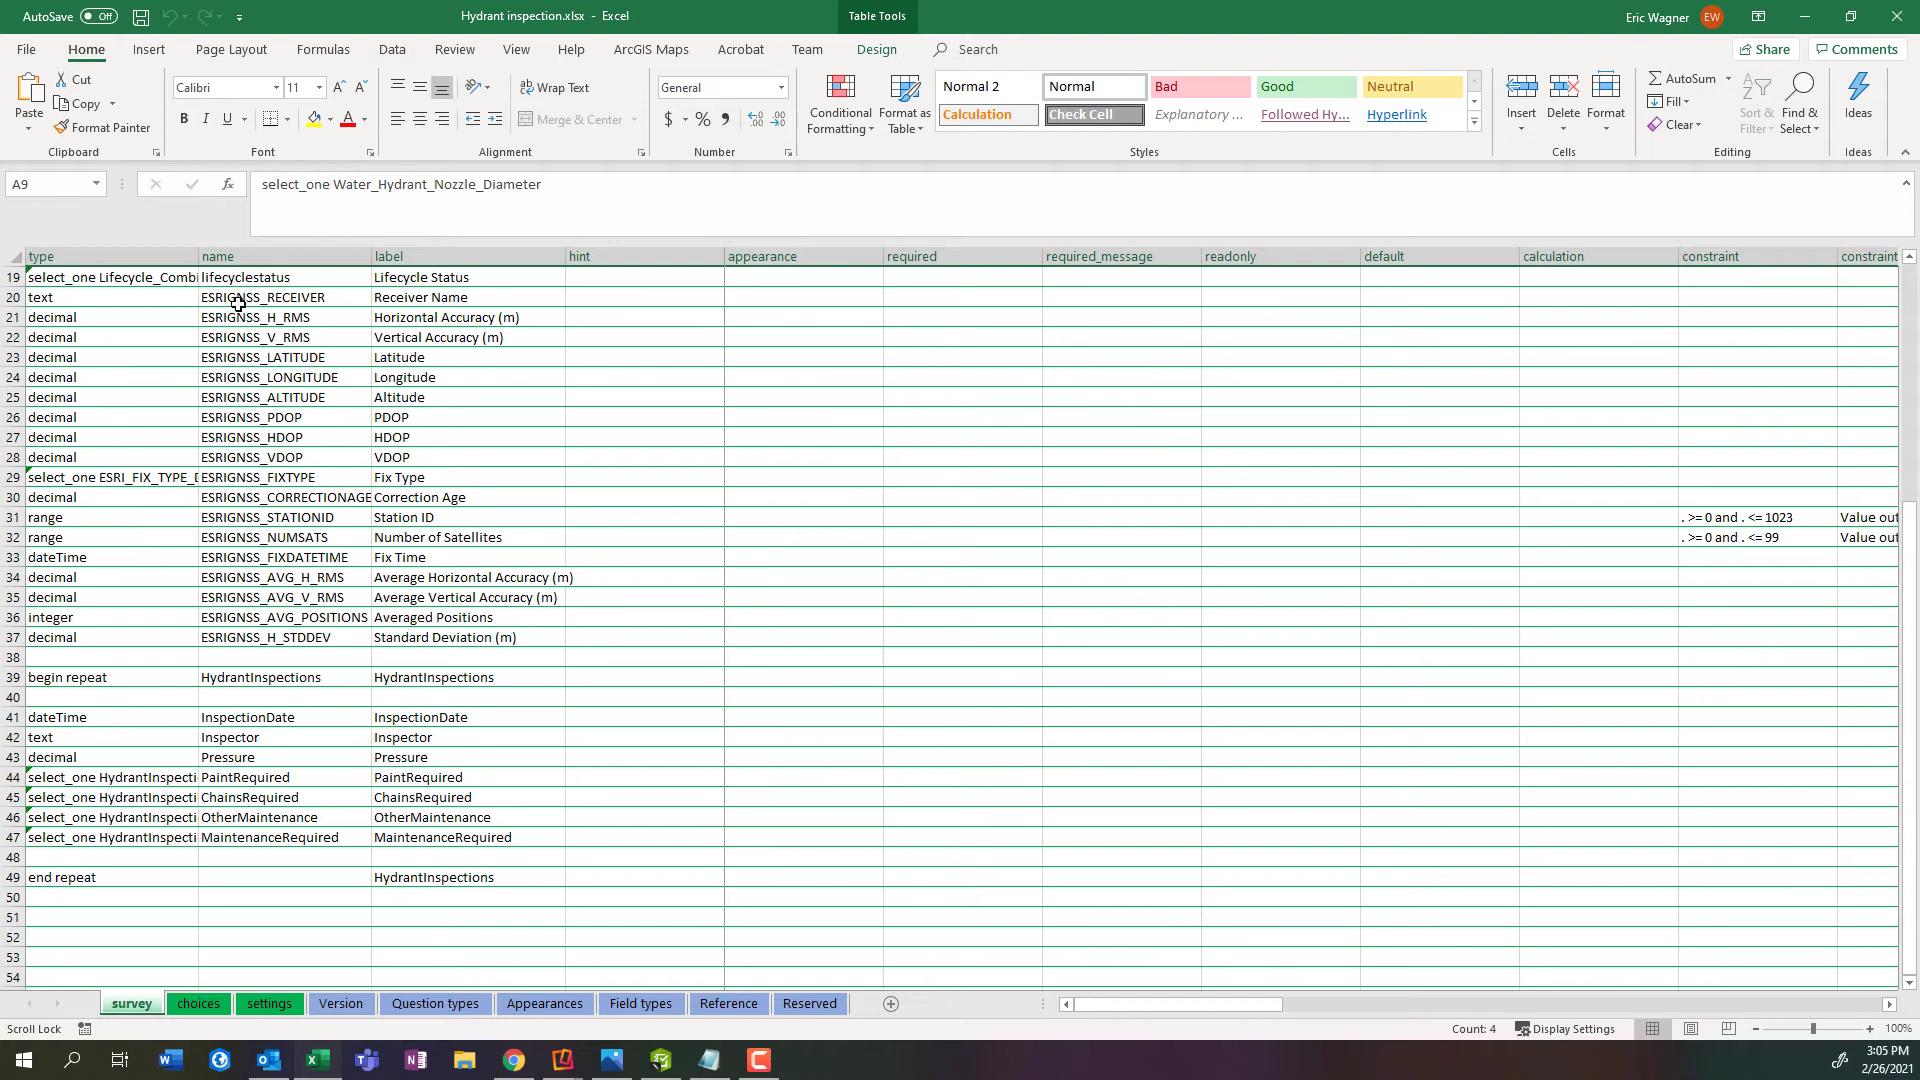 AutoSave Off Hydrant inspection.xlsx - Excel Table Tools Eric Wagner EW
File Home Insert Page Layout Formulas Data Review View Help ArcGIS Maps Acrobat Team Design Search Share Comments
Paste Cut Copy Format Painter Clipboard
Calibri 11 A A B I U A Font
Wrap Text Merge & Center Alignment
General $ % Number
Conditional Formatting Format as Table
Normal 2 Normal Bad Good Neutral
Calculation Check Cell Explanatory ... Followed Hy... Hyperlink
Styles
Insert Delete Format Cells
AutoSum Fill Clear Sort & Filter Find & Select Editing
Ideas Ideas
A9 fx select_one Water_Hydrant_Nozzle_Diameter
type name label hint appearance required required_message readonly default calculation constraint constraint
19 select_one Lifecycle_Combi lifecyclestatus Lifecycle Status
20 text ESRIGNSS_RECEIVER Receiver Name
21 decimal ESRIGNSS_H_RMS Horizontal Accuracy (m)
22 decimal ESRIGNSS_V_RMS Vertical Accuracy (m)
23 decimal ESRIGNSS_LATITUDE Latitude
24 decimal ESRIGNSS_LONGITUDE Longitude
25 decimal ESRIGNSS_ALTITUDE Altitude
26 decimal ESRIGNSS_PDOP PDOP
27 decimal ESRIGNSS_HDOP HDOP
28 decimal ESRIGNSS_VDOP VDOP
29 select_one ESRI_FIX_TYPE_D ESRIGNSS_FIXTYPE Fix Type
30 decimal ESRIGNSS_CORRECTIONAGE Correction Age
31 range ESRIGNSS_STATIONID Station ID . >= 0 and . <= 1023 Value out
32 range ESRIGNSS_NUMSATS Number of Satellites . >= 0 and . <= 99 Value out
33 dateTime ESRIGNSS_FIXDATETIME Fix Time
34 decimal ESRIGNSS_AVG_H_RMS Average Horizontal Accuracy (m)
35 decimal ESRIGNSS_AVG_V_RMS Average Vertical Accuracy (m)
36 integer ESRIGNSS_AVG_POSITIONS Averaged Positions
37 decimal ESRIGNSS_H_STDDEV Standard Deviation (m)
38
39 begin repeat HydrantInspections HydrantInspections
40
41 dateTime InspectionDate InspectionDate
42 text Inspector Inspector
43 decimal Pressure Pressure
44 select_one HydrantInspecti PaintRequired PaintRequired
45 select_one HydrantInspecti ChainsRequired ChainsRequired
46 select_one HydrantInspecti OtherMaintenance OtherMaintenance
47 select_one HydrantInspecti MaintenanceRequired MaintenanceRequired
48
49 end repeat HydrantInspections
50
51
52
53
54
survey choices settings Version Question types Appearances Field types Reference Reserved
Scroll Lock Count: 4 Display Settings 100%
3:05 PM
2/26/2021